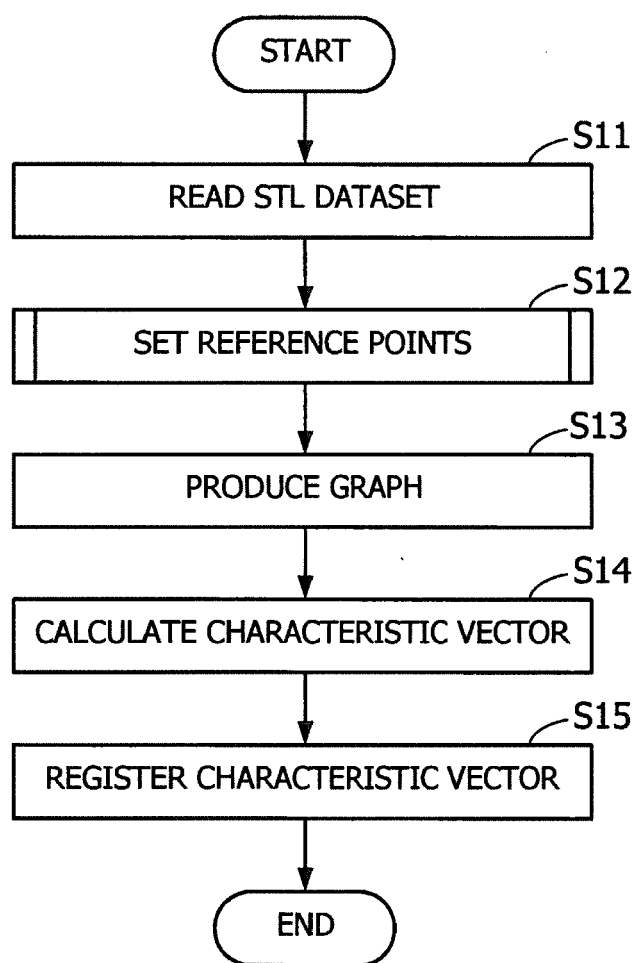 START
S11
READ STL DATASET
S12
SET REFERENCE POINTS
S13
PRODUCE GRAPH
S14
CALCULATE CHARACTERISTIC VECTOR
S15
REGISTER CHARACTERISTIC VECTOR
END